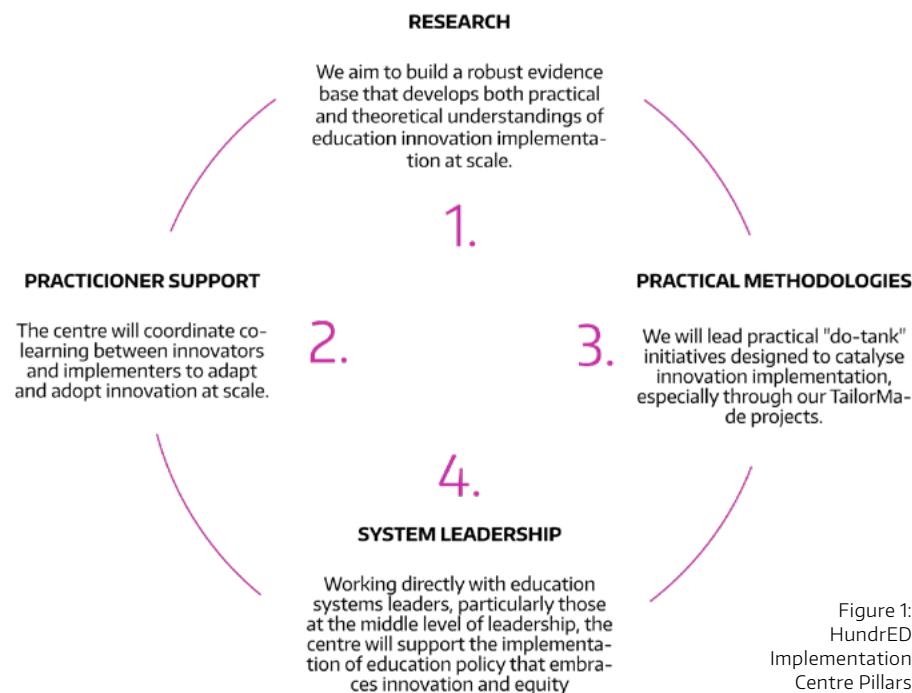 RESEARCH
We aim to build a robust evidence
base that develops both practical
and theoretical understandings of
education innovation implementa-
tion at scale.
1.
PRACTICIONER SUPPORT
The centre will coordinate co-
learning between innovators
and implementers to adapt
and adopt innovation at scale.
2.
3.
PRACTICAL METHODOLOGIES
We will lead practical "do-tank"
initiatives designed to catalyse
innovation implementation,
especially through our TailorMa-
de projects.
4.
SYSTEM LEADERSHIP
Working directly with education
systems leaders, particularly those
at the middle level of leadership, the
centre will support the implementa-
tion of education policy that embra-
ces innovation and equity
Figure 1:
HundrED
Implementation
Centre Pillars